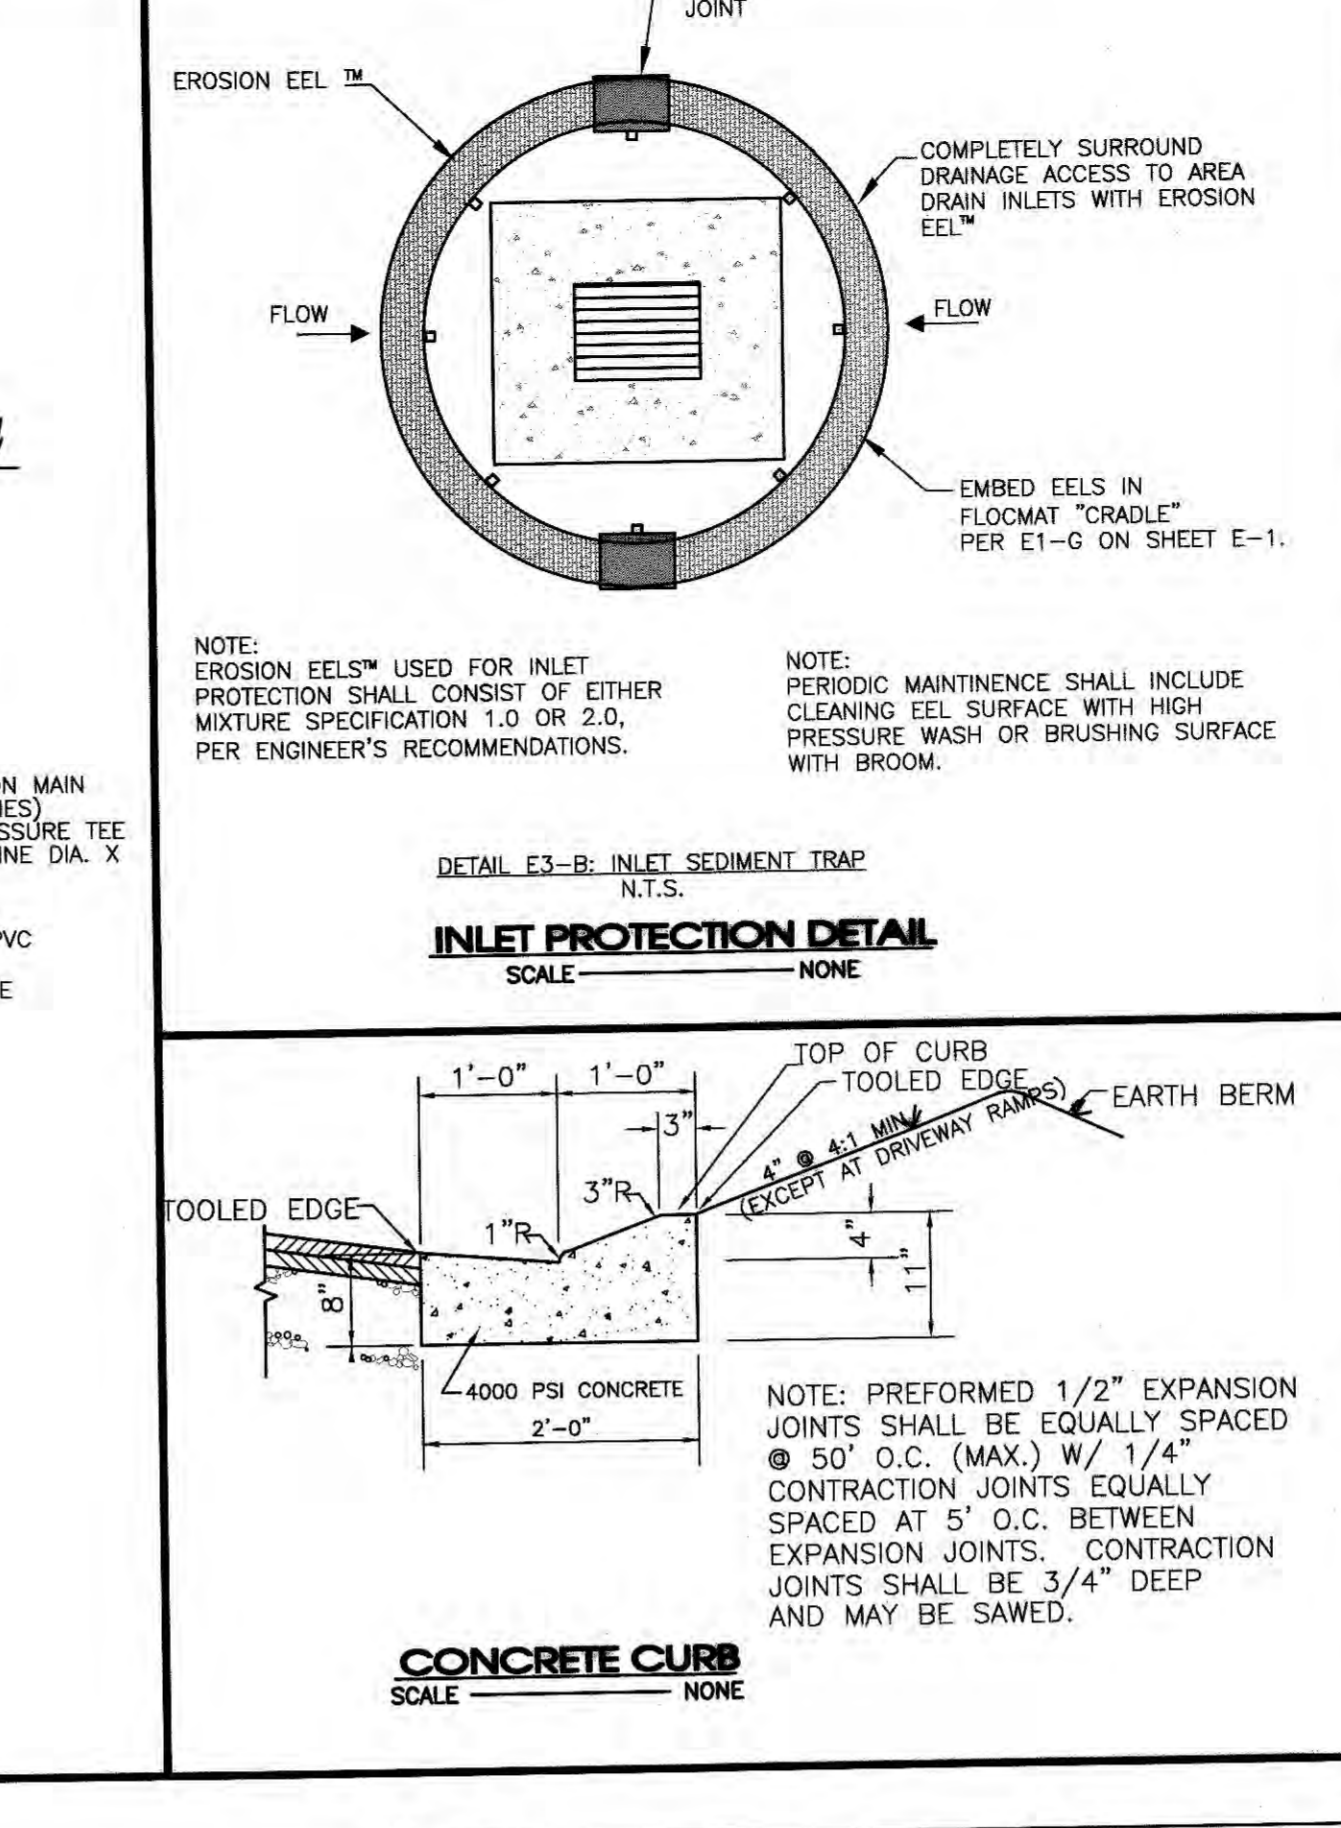 JOINT
EROSION EEL ™
COMPLETELY SURROUND
DRAINAGE ACCESS TO AREA
DRAIN INLETS WITH EROSION
EEL™
FLOW
FLOW
EMBED EELS IN
FLOCMAT "CRADLE"
PER E1-G ON SHEET E-1.
NOTE:
EROSION EELS™ USED FOR INLET
PROTECTION SHALL CONSIST OF EITHER
MIXTURE SPECIFICATION 1.0 OR 2.0,
PER ENGINEER'S RECOMMENDATIONS.
NOTE:
PERIODIC MAINTINENCE SHALL INCLUDE
CLEANING EEL SURFACE WITH HIGH
PRESSURE WASH OR BRUSHING SURFACE
WITH BROOM.
MAIN
TEE
DIA. X
DETAIL E3-B: INLET SEDIMENT TRAP
N.T.S.
INLET PROTECTION DETAIL
SCALE NONE
1'-0" 1'-0"
TOP OF CURB
TOOLED EDGE
EARTH BERM
3"
4" @ 4:1 MIN
(EXCEPT AT DRIVEWAY RAMPS)
3"R
TOOLED EDGE
1"R
4"
11"
8"
4000 PSI CONCRETE
2'-0"
NOTE: PREFORMED 1/2" EXPANSION
JOINTS SHALL BE EQUALLY SPACED
@ 50' O.C. (MAX.) W/ 1/4"
CONTRACTION JOINTS EQUALLY
SPACED AT 5' O.C. BETWEEN
EXPANSION JOINTS. CONTRACTION
JOINTS SHALL BE 3/4" DEEP
AND MAY BE SAWED.
CONCRETE CURB
SCALE NONE